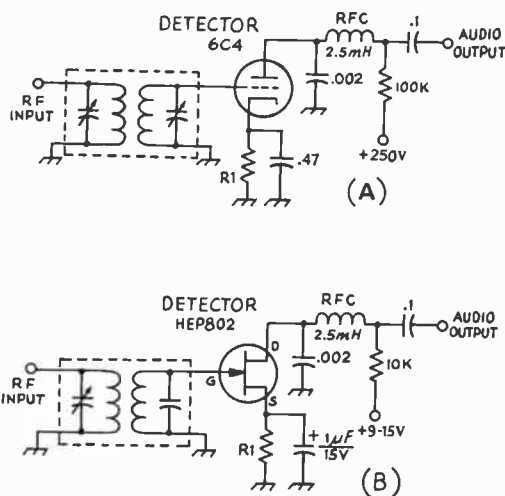 DETECTOR
6C4
RFC
2.5mH
.1
AUDIO
OUTPUT
.002
100K
RF
INPUT
+250V
R1
.47
(A)
DETECTOR
HEP802
RFC
2.5mH
.1
AUDIO
OUTPUT
D
.002
10K
RF
INPUT
G
S
+9-15V
R1
+
1µF
15V
(B)